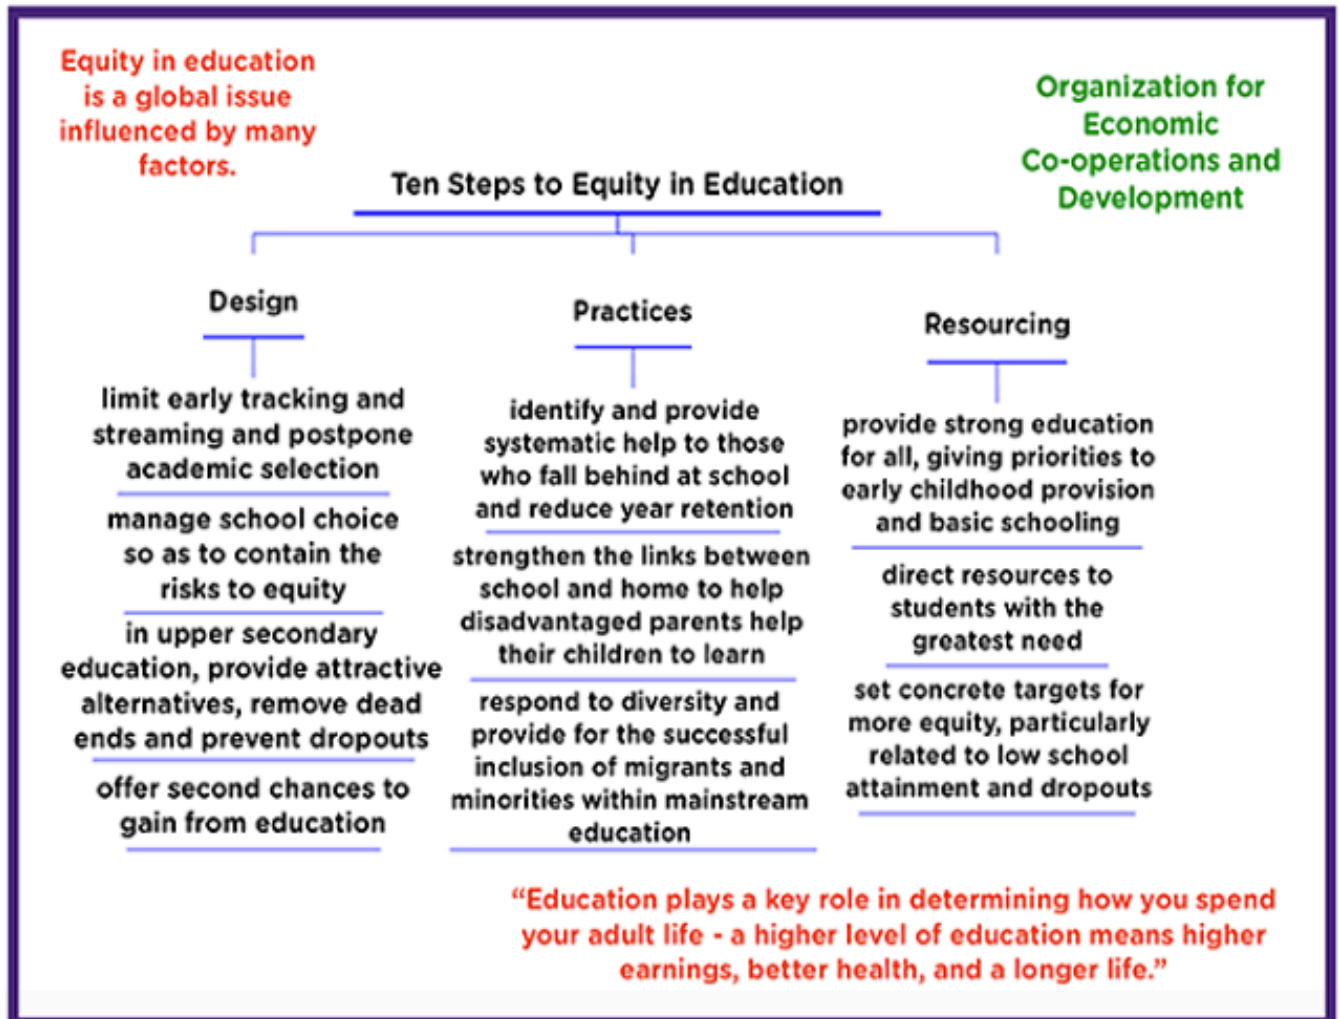 Equity in education
is a global issue
influenced by many
factors.
Organization for
Economic
Co-operations and
Development
Ten Steps to Equity in Education
Design
limit early tracking and
streaming and postpone
academic selection
manage school choice
so as to contain the
risks to equity
in upper secondary
education, provide attractive
alternatives, remove dead
ends and prevent dropouts
offer second chances to
gain from education
Practices
identify and provide
systematic help to those
who fall behind at school
and reduce year retention
strengthen the links between
school and home to help
disadvantaged parents help
their children to learn
respond to diversity and
provide for the successful
inclusion of migrants and
minorities within mainstream
education
Resourcing
provide strong education
for all, giving priorities to
early childhood provision
and basic schooling
direct resources to
students with the
greatest need
set concrete targets for
more equity, particularly
related to low school
attainment and dropouts
“Education plays a key role in determining how you spend
your adult life - a higher level of education means higher
earnings, better health, and a longer life.”